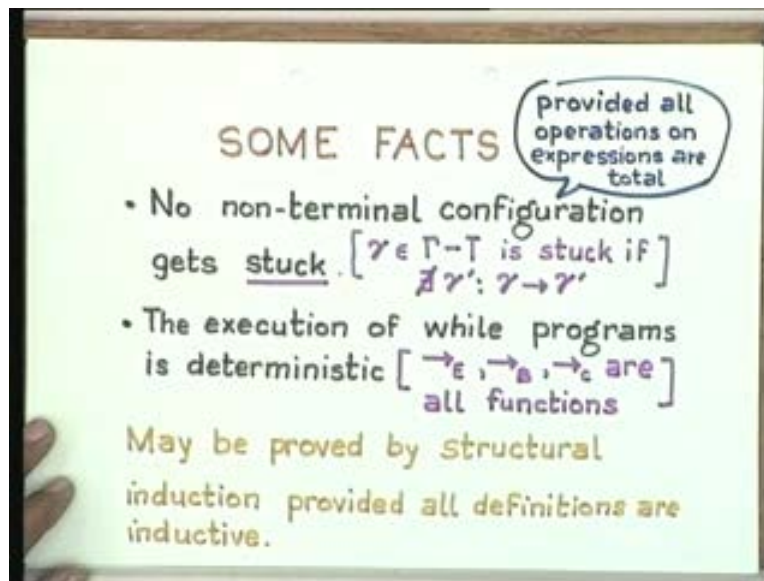 provided all
operations on
expressions are
total
SOME FACTS
• No non-terminal configuration
gets stuck. [γ ∈ Γ-T is stuck if
∄ γ′: γ → γ′]
• The execution of while programs
is deterministic [→E, →B, →C are
all functions]
May be proved by structural
induction provided all definitions are
inductive.